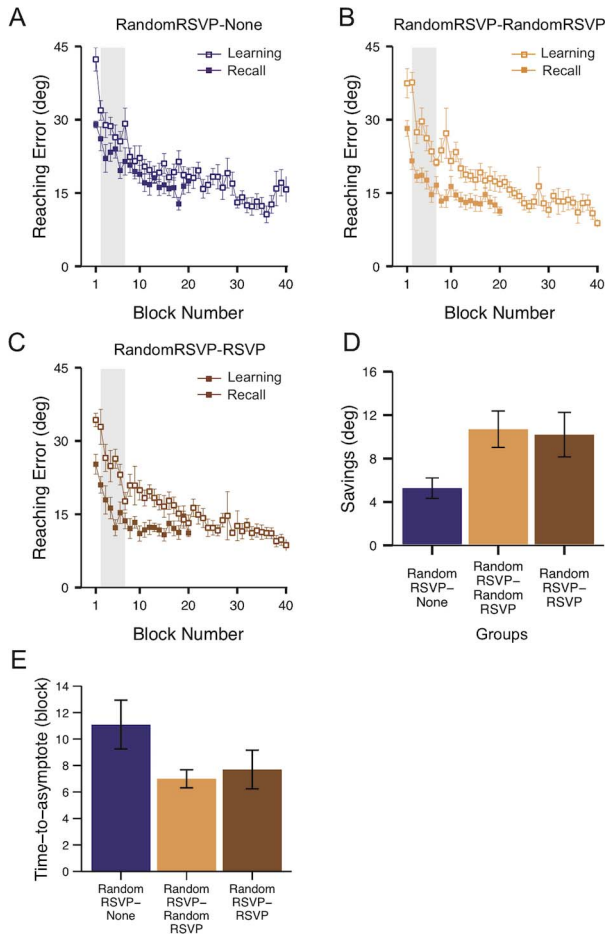 A
RandomRSVP-None
45
30
15
0
Reaching Error (deg)
Learning
Recall
1
10
20
30
40
Block Number
B
RandomRSVP-RandomRSVP
45
30
15
0
Reaching Error (deg)
Learning
Recall
1
10
20
30
40
Block Number
C
RandomRSVP-RSVP
45
30
15
0
Reaching Error (deg)
Learning
Recall
1
10
20
30
40
Block Number
D
16
12
8
4
0
Savings (deg)
Random
RSVP-
None
Random
RSVP-
Random
RSVP
Random
RSVP-
RSVP
Groups
E
14
12
10
8
6
4
2
0
Time-to-asymptote (block)
Random
RSVP-
None
Random
RSVP-
Random
RSVP
Random
RSVP-
RSVP